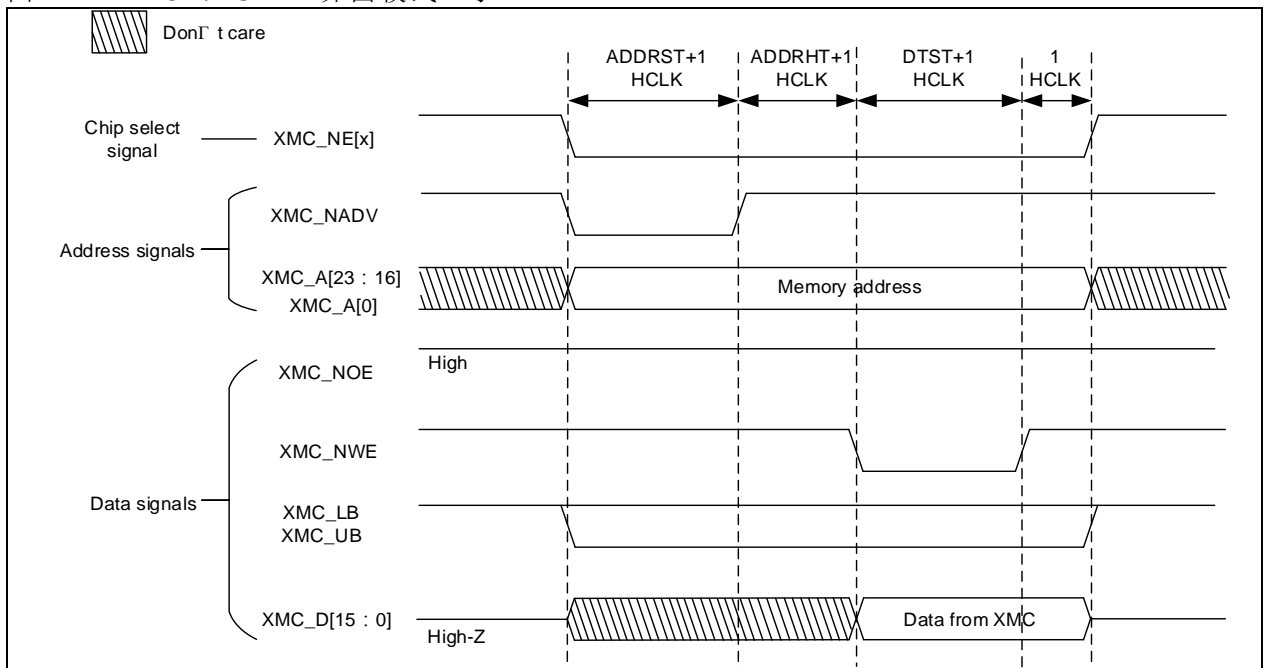 DonΓ t care
ADDRST+1 ADDRHT+1 DTST+1 1
HCLK HCLK HCLK HCLK
Chip select
signal
XMC_NE[x]
XMC_NADV
Address signals
XMC_A[23 : 16]
XMC_A[0]
Memory address
XMC_NOE
High
XMC_NWE
Data signals
XMC_LB
XMC_UB
XMC_D[15 : 0]
High-Z
Data from XMC